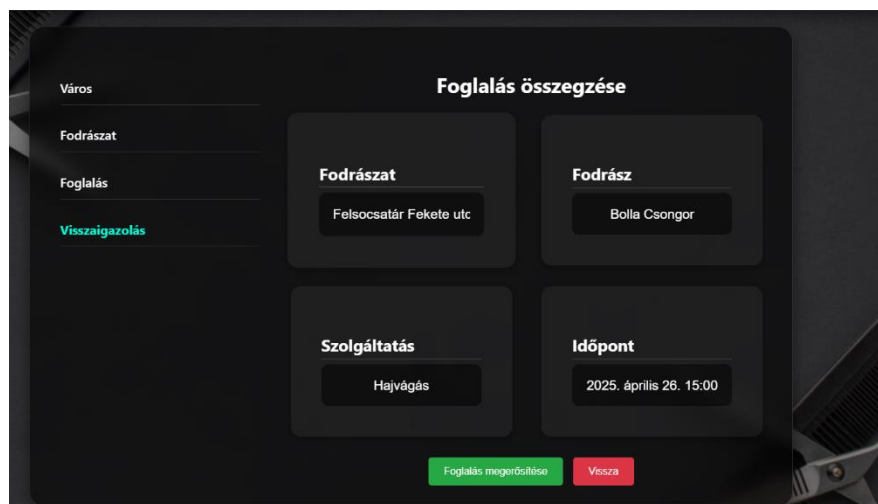 Város
Fodrászat
Foglalás
Visszaigazolás
Foglalás összegzése
Fodrászat
Felsocsatár Fekete utc
Fodrász
Bolla Csongor
Szolgáltatás
Hajvágás
Időpont
2025. április 26. 15:00
Foglalás megerősítése
Vissza